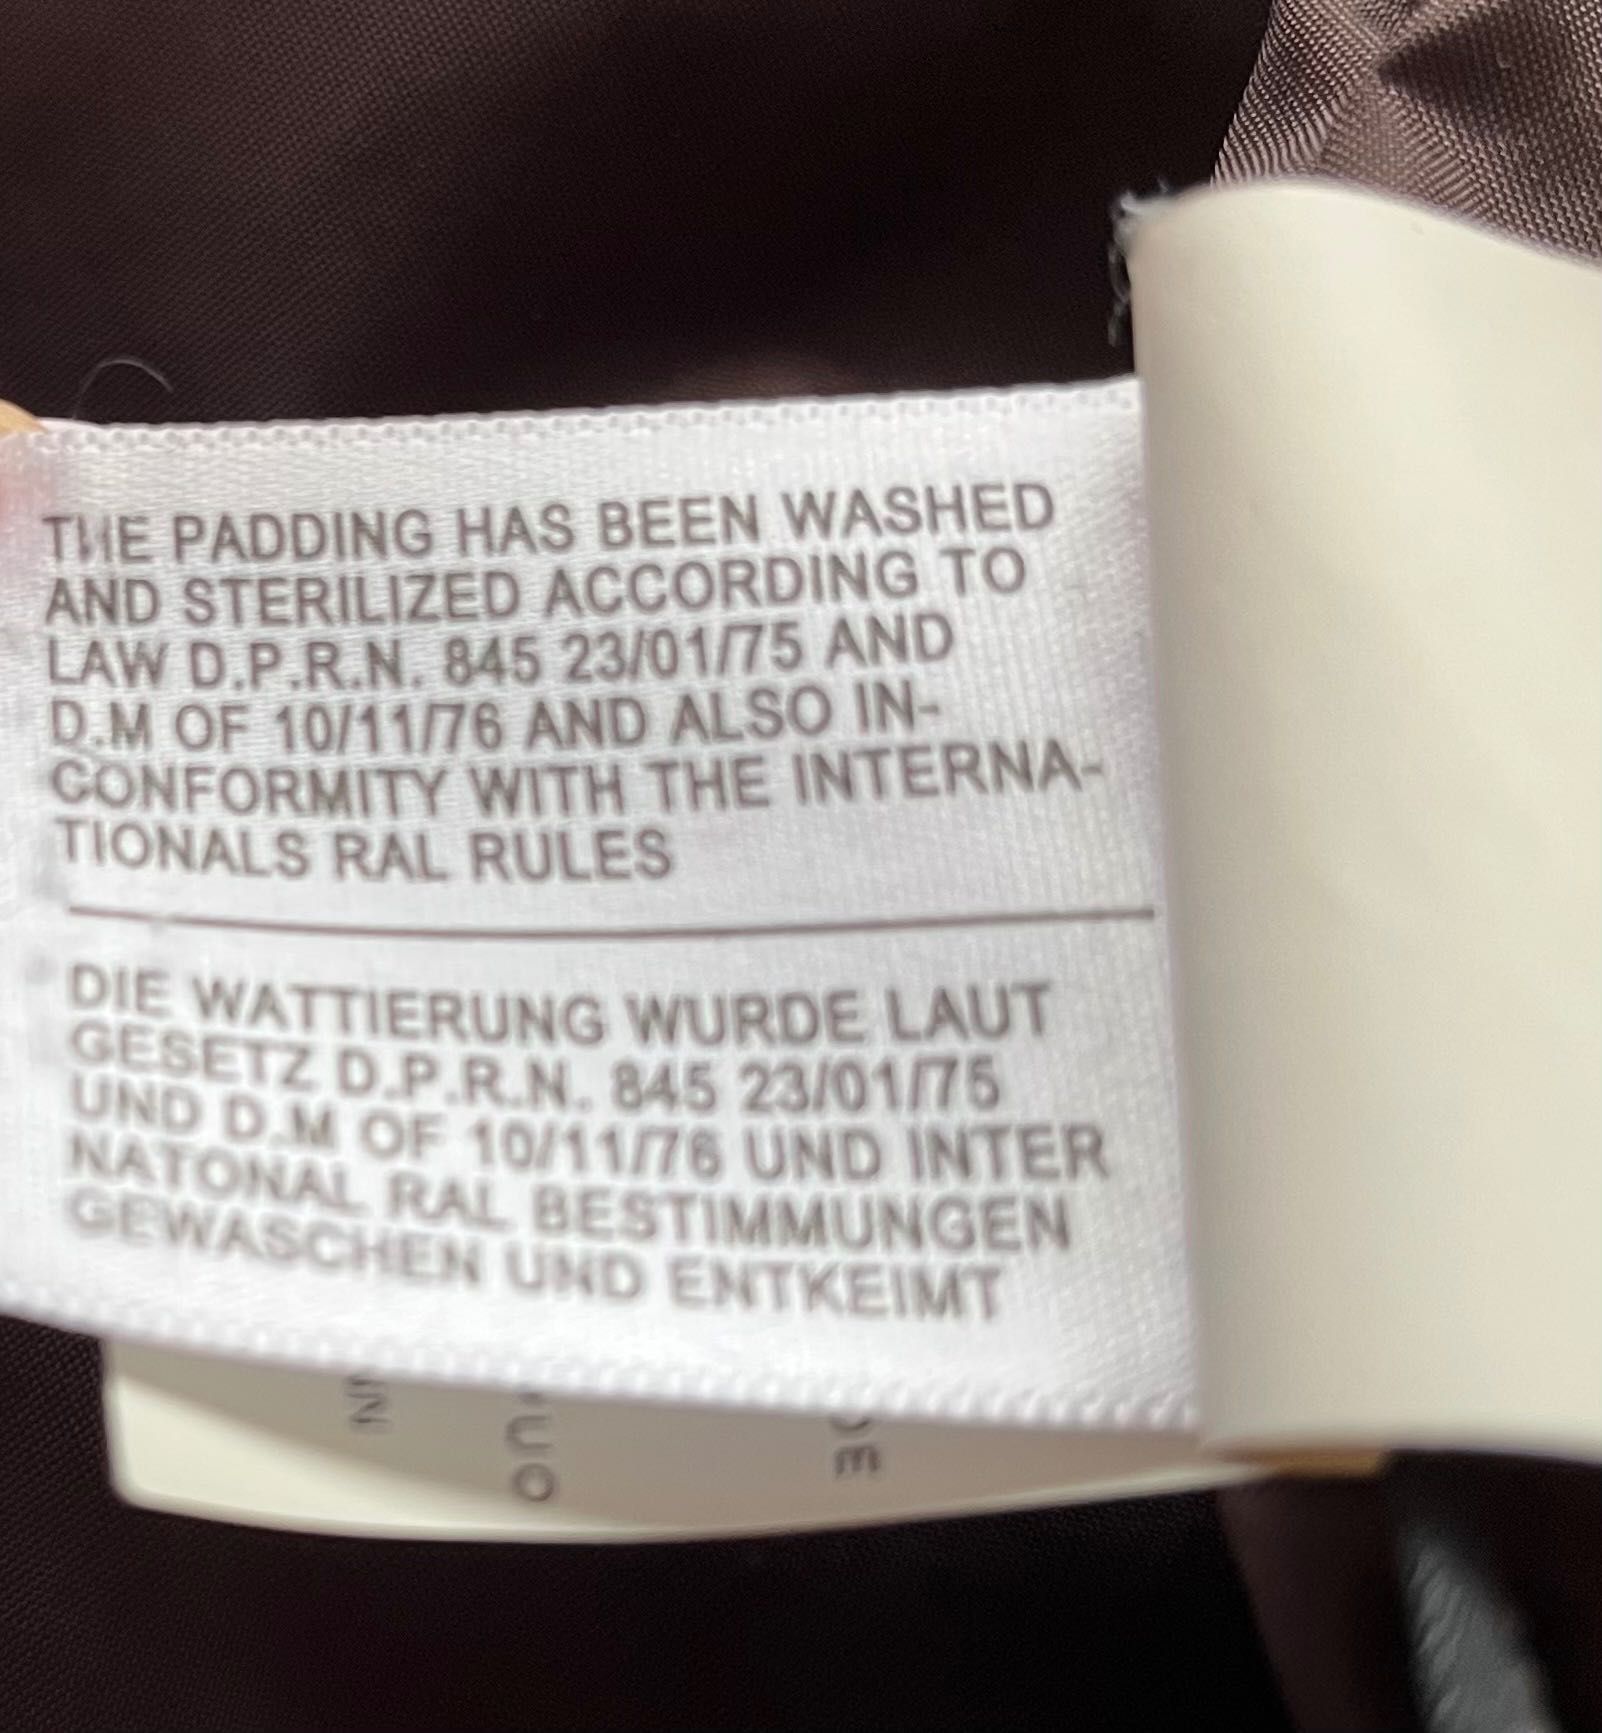 THE PADDING HAS BEEN WASHED
AND STERILIZED ACCORDING TO
LAW D.P.R.N. 845 23/01/75 AND
D.M OF 10/11/76 AND ALSO IN-
CONFORMITY WITH THE INTERNA-
TIONALS RAL RULES
DIE WATTIERUNG WURDE LAUT
GESETZ D.P.R.N. 845 23/01/75
UND D.M OF 10/11/76 UND INTER
NATONAL RAL BESTIMMUNGEN
GEWASCHEN UND ENTKEIMT